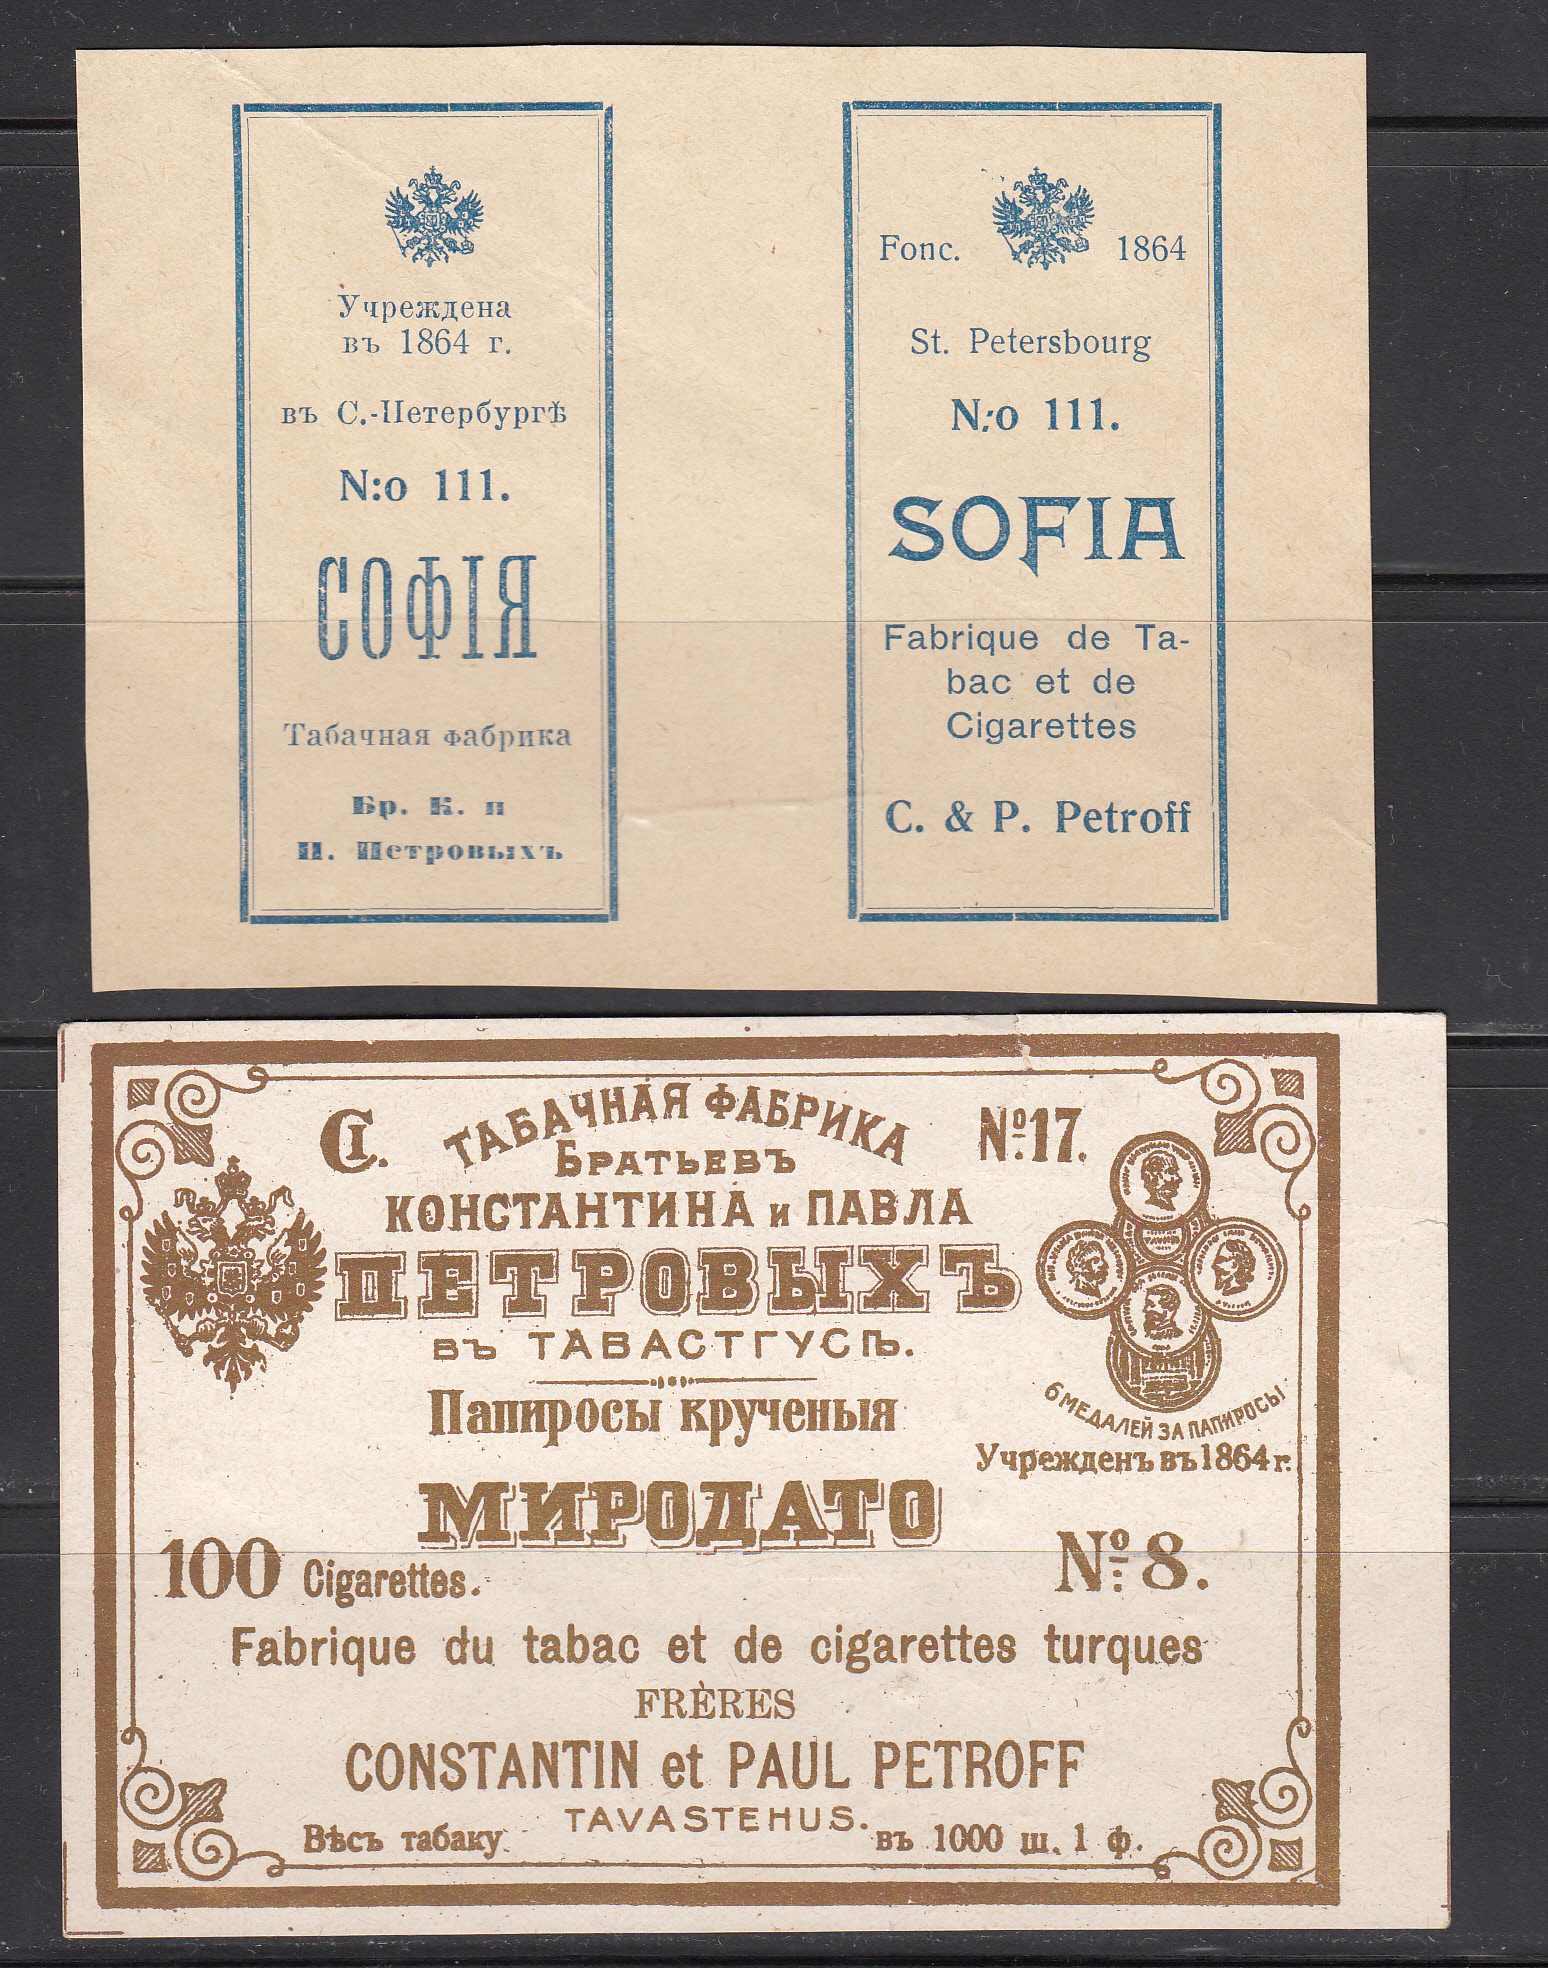 Учреждена
въ 1864 г.
въ С.-Петербургѣ
N:o 111.
СОФІЯ
Табачная фабрика
Бр. К. и
П. Петровыхъ
Fonc. 1864
St. Petersbourg
N:o 111.
SOFIA
Fabrique de Ta-
bac et de
Cigarettes
C. & P. Petroff
ТАБАЧНАЯ ФАБРИКА
№17.
БРАТЬЕВЪ
КОНСТАНТИНА и ПАВЛА
ПЕТРОВЫХЪ
въ ТАВАСТГУСѢ.
Папиросы крученыя
6 МЕДАЛЕЙ ЗА ПАПИРОСЫ
Учрежденъ въ 1864 г.
МИРОДАТО
100 Cigarettes.
№ 8.
Fabrique du tabac et de cigarettes turques
FRÈRES
CONSTANTIN et PAUL PETROFF
TAVASTEHUS.
Вѣсъ табаку въ 1000 ш. 1 ф.